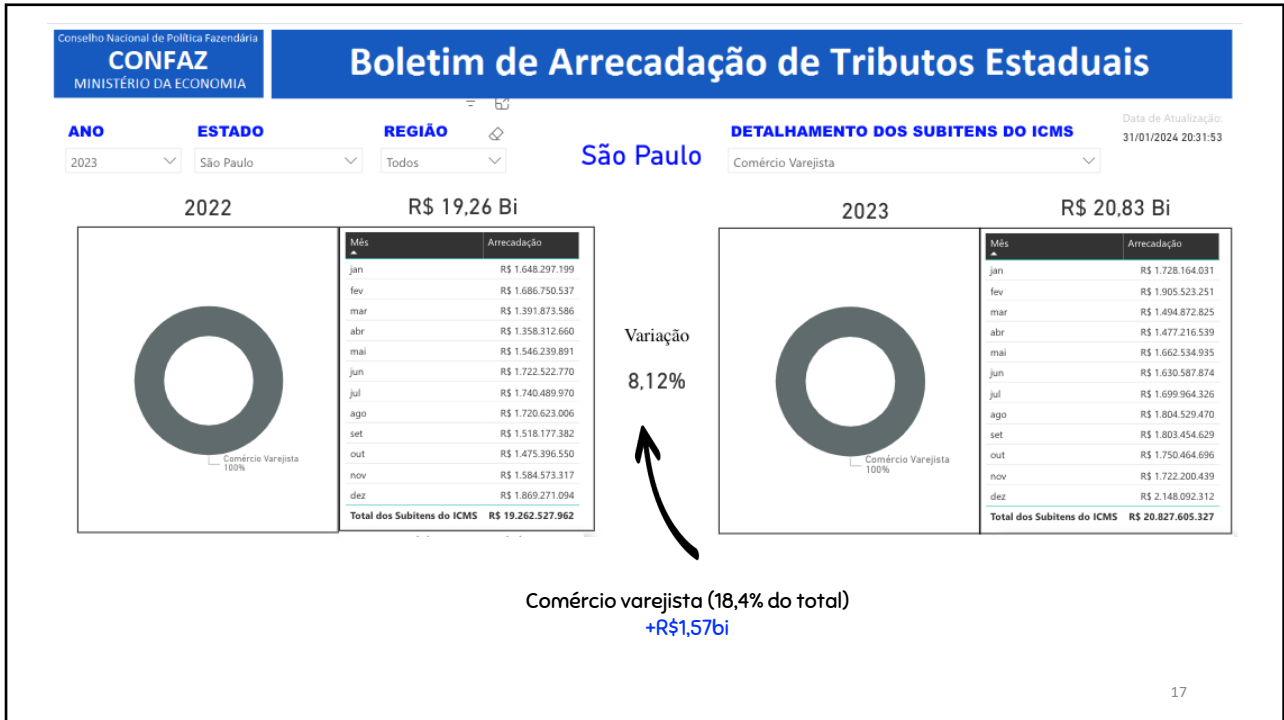 Conselho Nacional de Política Fazendária
CONFAZ
MINISTÉRIO DA ECONOMIA
Boletim de Arrecadação de Tributos Estaduais
ANO
2023
ESTADO
São Paulo
REGIÃO
Todos
São Paulo
DETALHAMENTO DOS SUBITENS DO ICMS
Comércio Varejista
Data de Atualização:
31/01/2024 20:31:53
2022
R$ 19,26 Bi
Comércio Varejista
100%
Mês Arrecadação
jan R$ 1.648.297.199
fev R$ 1.686.750.537
mar R$ 1.391.873.586
abr R$ 1.358.312.660
mai R$ 1.546.239.891
jun R$ 1.722.522.770
jul R$ 1.740.489.970
ago R$ 1.720.623.006
set R$ 1.518.177.382
out R$ 1.475.396.550
nov R$ 1.584.573.317
dez R$ 1.869.271.094
Total dos Subitens do ICMS R$ 19.262.527.962
Variação
8,12%
2023
R$ 20,83 Bi
Comércio Varejista
100%
Mês Arrecadação
jan R$ 1.728.164.031
fev R$ 1.905.523.251
mar R$ 1.494.872.825
abr R$ 1.477.216.539
mai R$ 1.662.534.935
jun R$ 1.630.587.874
jul R$ 1.699.964.326
ago R$ 1.804.529.470
set R$ 1.803.454.629
out R$ 1.750.464.696
nov R$ 1.722.200.439
dez R$ 2.148.092.312
Total dos Subitens do ICMS R$ 20.827.605.327
Comércio varejista (18,4% do total)
+R$1,57bi
17